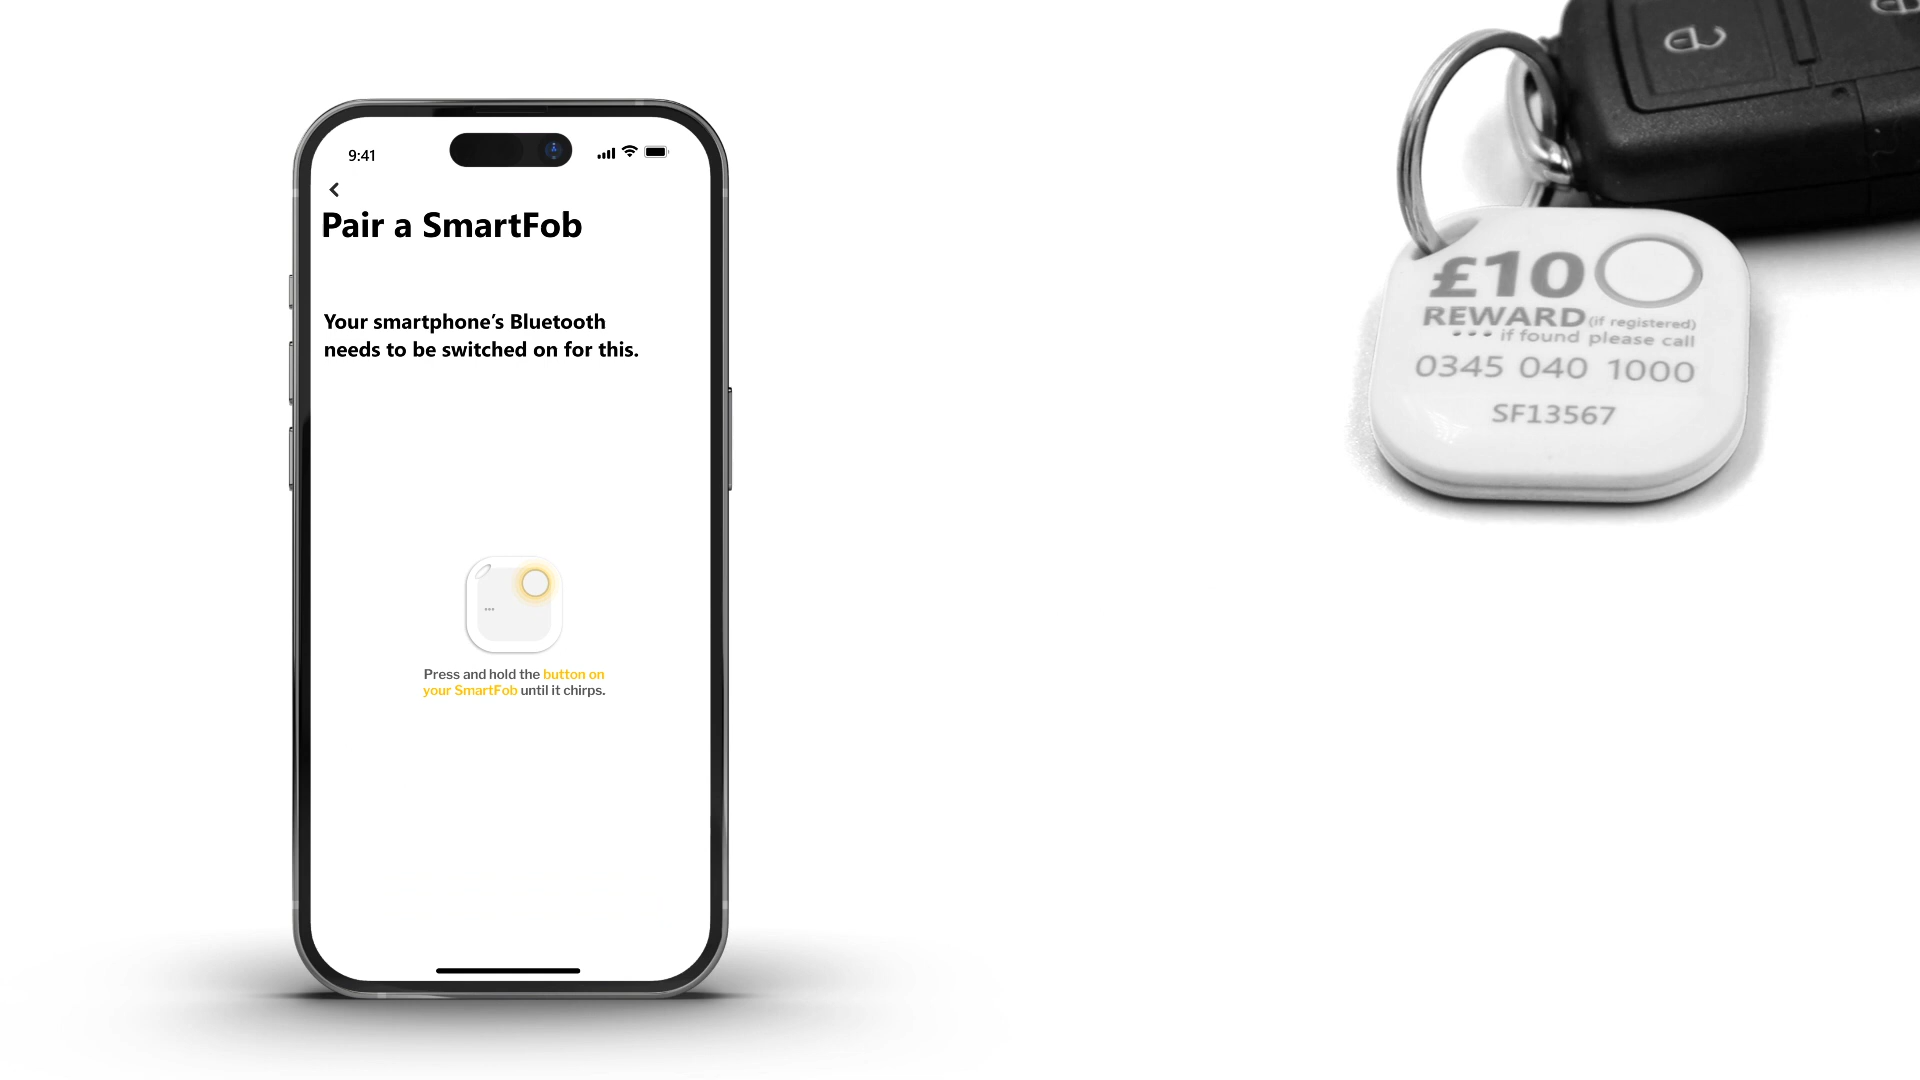 9:41
Pair a SmartFob
Your smartphone’s Bluetooth
needs to be switched on for this.
Press and hold the button on
your SmartFob until it chirps.
£10
REWARD (if registered)
••• if found please call
0345 040 1000
SF13567